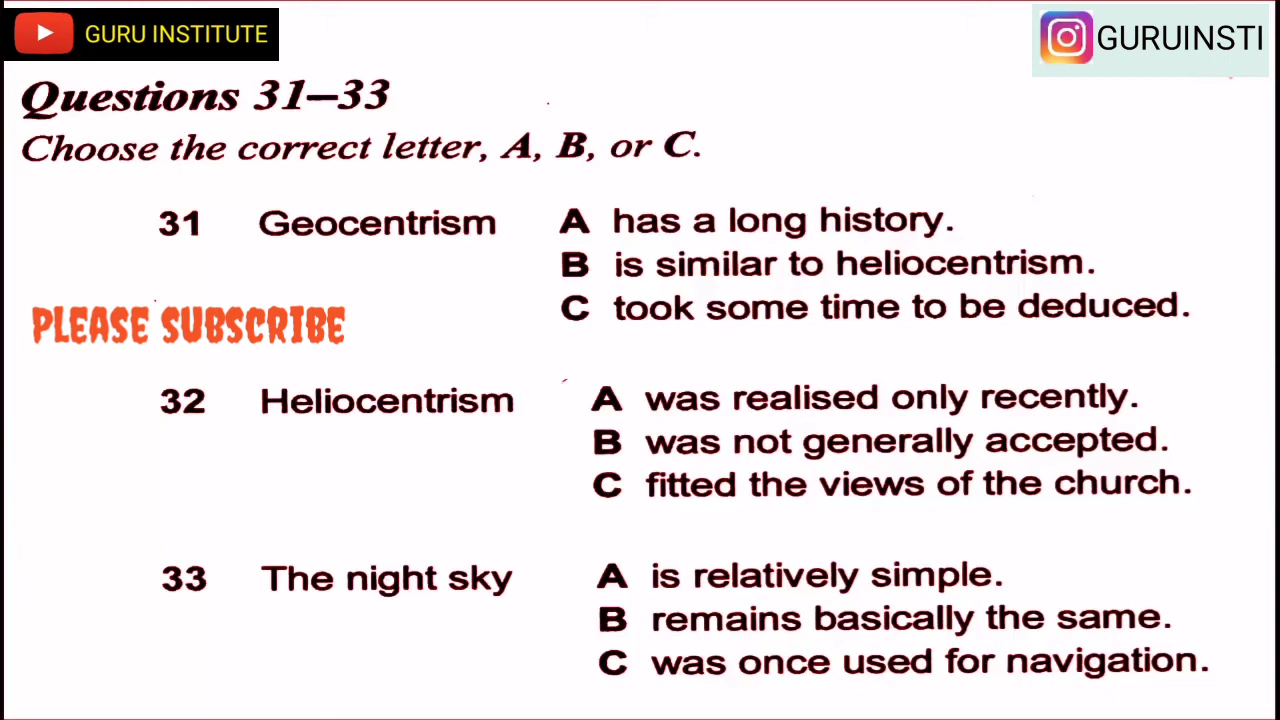 GURU INSTITUTE
GURUINSTI
Questions 31–33
Choose the correct letter, A, B, or C.
31 Geocentrism A has a long history.
B is similar to heliocentrism.
C took some time to be deduced.
PLEASE SUBSCRIBE
32 Heliocentrism A was realised only recently.
B was not generally accepted.
C fitted the views of the church.
33 The night sky A is relatively simple.
B remains basically the same.
C was once used for navigation.